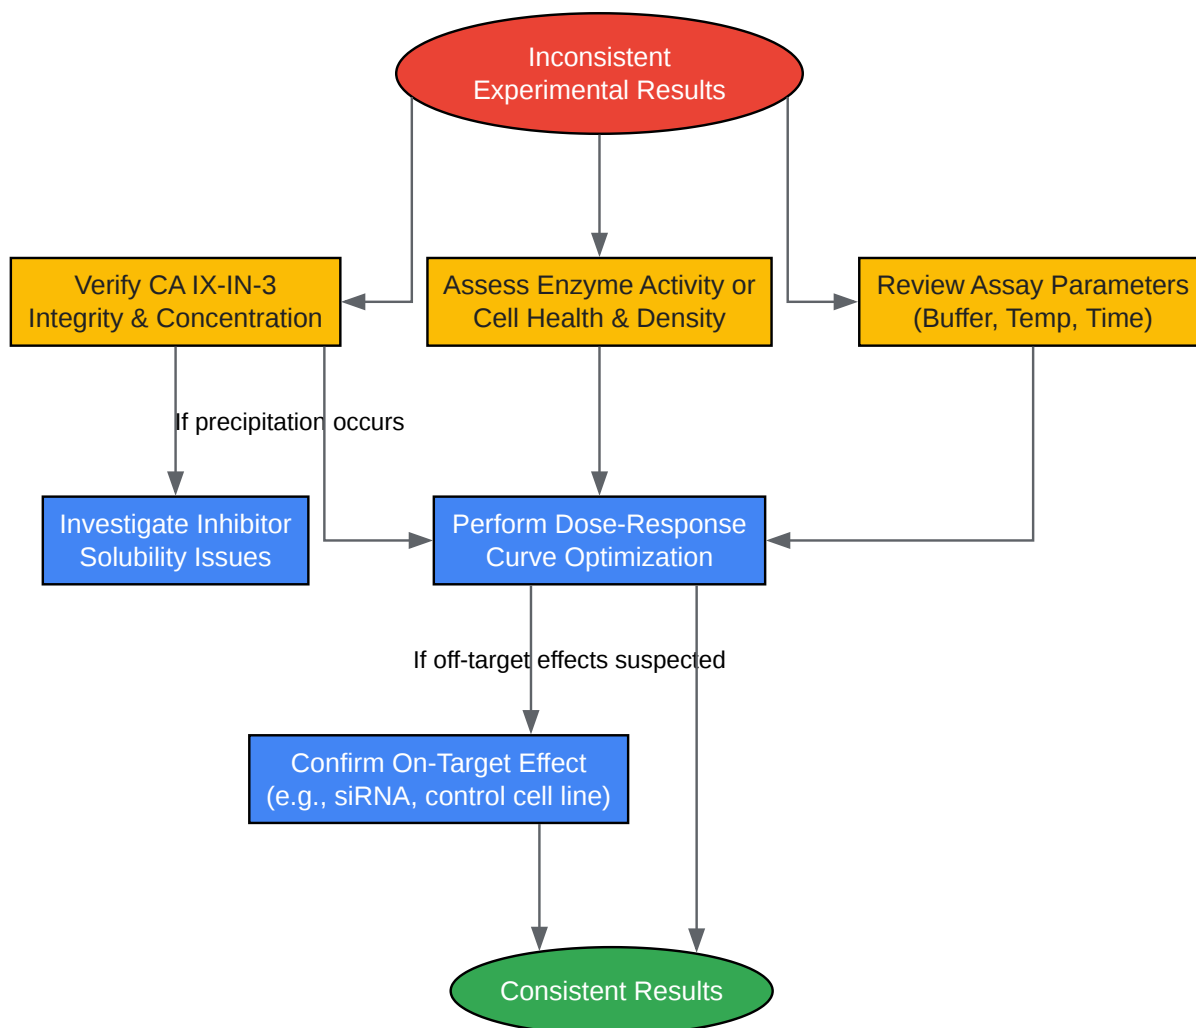 Inconsistent
Experimental Results
Verify CA IX-IN-3
Integrity & Concentration
Assess Enzyme Activity or
Cell Health & Density
Review Assay Parameters
(Buffer, Temp, Time)
If precipitation occurs
Investigate Inhibitor
Solubility Issues
Perform Dose-Response
Curve Optimization
If off-target effects suspected
Confirm On-Target Effect
(e.g., siRNA, control cell line)
Consistent Results